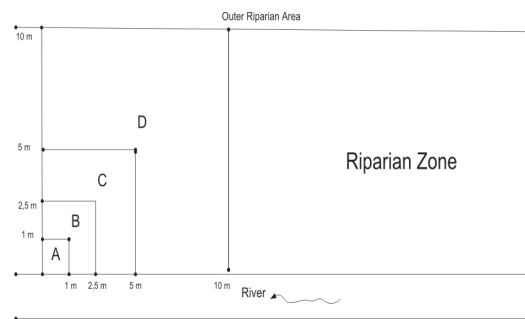 Outer Riparian Area
10 m
D
5 m
Riparian Zone
C
2,5 m
B
1 m
A
1 m 2,5 m 5 m 10 m
River